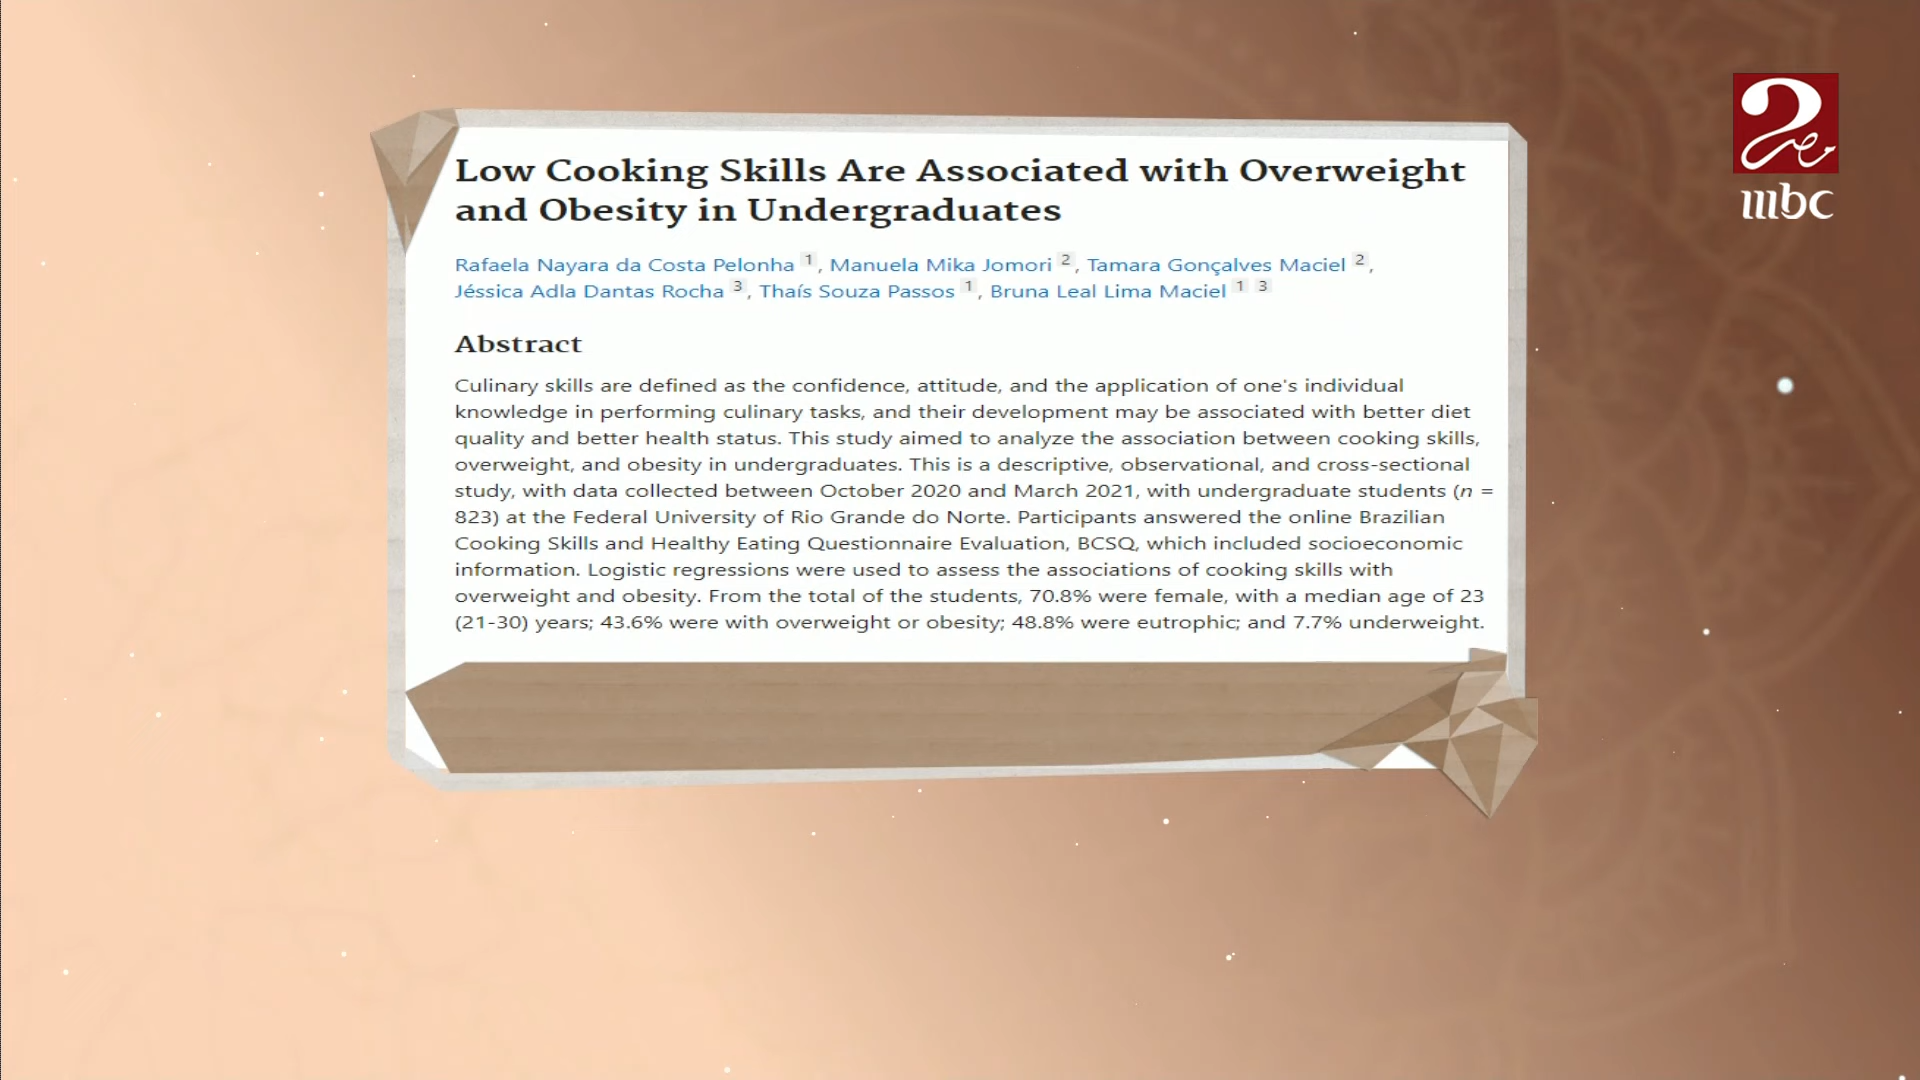 Low Cooking Skills Are Associated with Overweight
and Obesity in Undergraduates
Rafaela Nayara da Costa Pelonha 1, Manuela Mika Jomori 2, Tamara Gonçalves Maciel 2,
Jéssica Adla Dantas Rocha 3, Thaís Souza Passos 1, Bruna Leal Lima Maciel 1 3
Abstract
Culinary skills are defined as the confidence, attitude, and the application of one's individual
knowledge in performing culinary tasks, and their development may be associated with better diet
quality and better health status. This study aimed to analyze the association between cooking skills,
overweight, and obesity in undergraduates. This is a descriptive, observational, and cross-sectional
study, with data collected between October 2020 and March 2021, with undergraduate students (n =
823) at the Federal University of Rio Grande do Norte. Participants answered the online Brazilian
Cooking Skills and Healthy Eating Questionnaire Evaluation, BCSQ, which included socioeconomic
information. Logistic regressions were used to assess the associations of cooking skills with
overweight and obesity. From the total of the students, 70.8% were female, with a median age of 23
(21-30) years; 43.6% were with overweight or obesity; 48.8% were eutrophic; and 7.7% underweight.
mbc